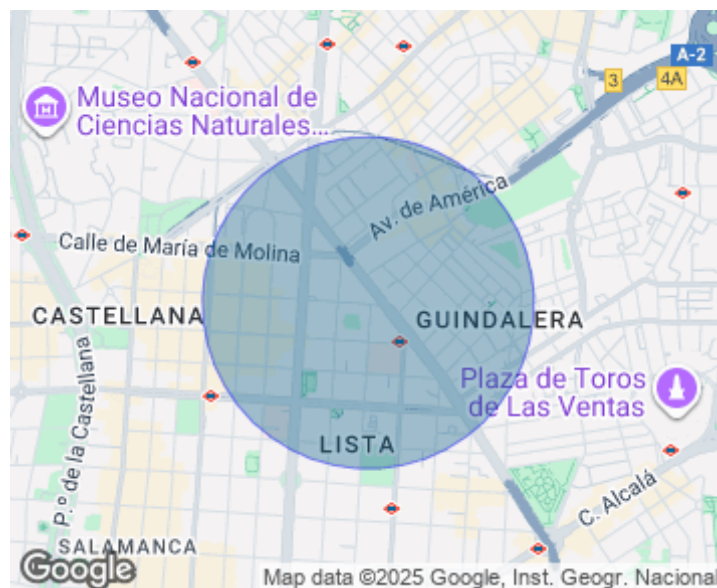 A-2
3
4A
Museo Nacional de
Ciencias Naturales...
Av. de América
Calle de María de Molina
CASTELLANA
GUINDALERA
P.º de la Castellana
Plaza de Toros
de Las Ventas
LISTA
C. Alcalá
SALAMANCA
Google
Map data ©2025 Google, Inst. Geogr. Nacional